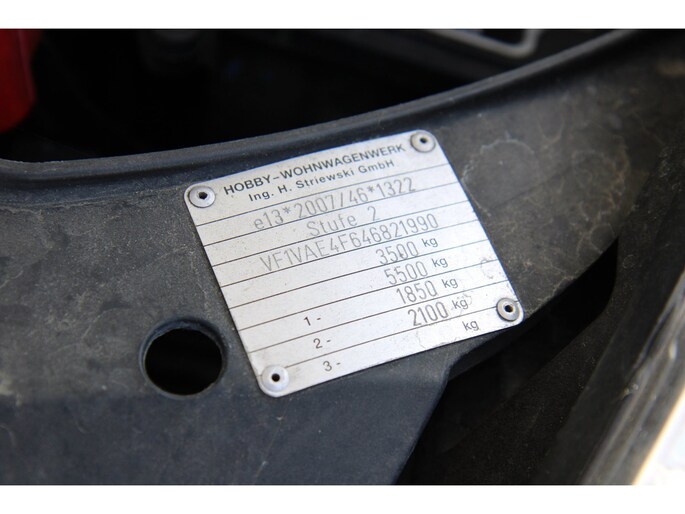 HOBBY-WOHNWAGENWERK
Ing. H. Striewski GmbH
e13*2007/46*1322
Stufe 2
VF1VAE4F646821990
3500 kg
5500 kg
1- 1850 kg
2- 2100 kg
3- kg